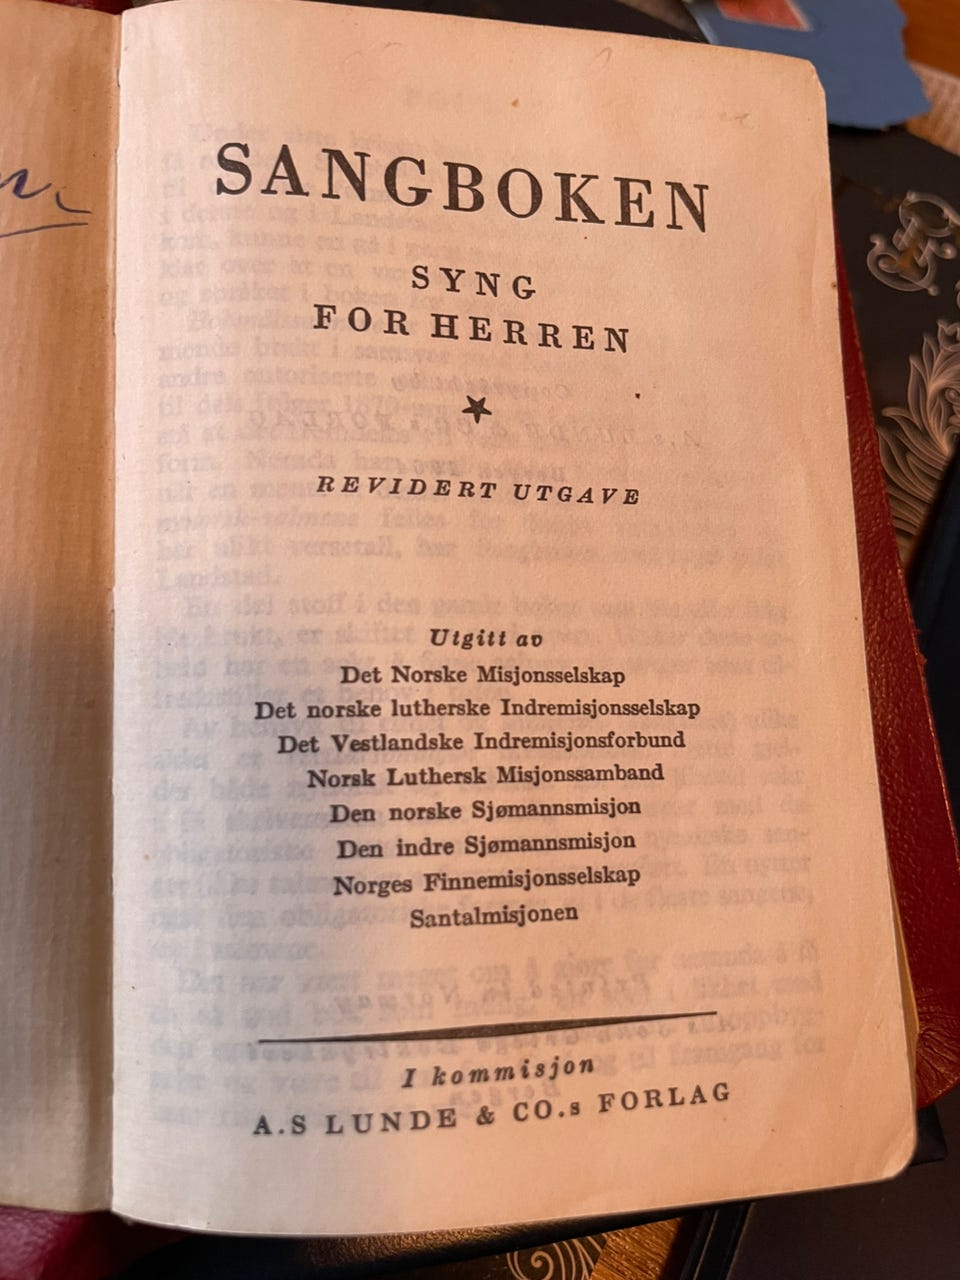 SANGBOKEN
SYNG
FOR HERREN
REVIDERT UTGAVE
Utgitt av
Det Norske Misjonsselskap
Det norske lutherske Indremisjonsselskap
Det Vestlandske Indremisjonsforbund
Norsk Luthersk Misjonssamband
Den norske Sjømannsmisjon
Den indre Sjømannsmisjon
Norges Finnemisjonsselskap
Santalmisjonen
I kommisjon
A.S LUNDE & CO.s FORLAG